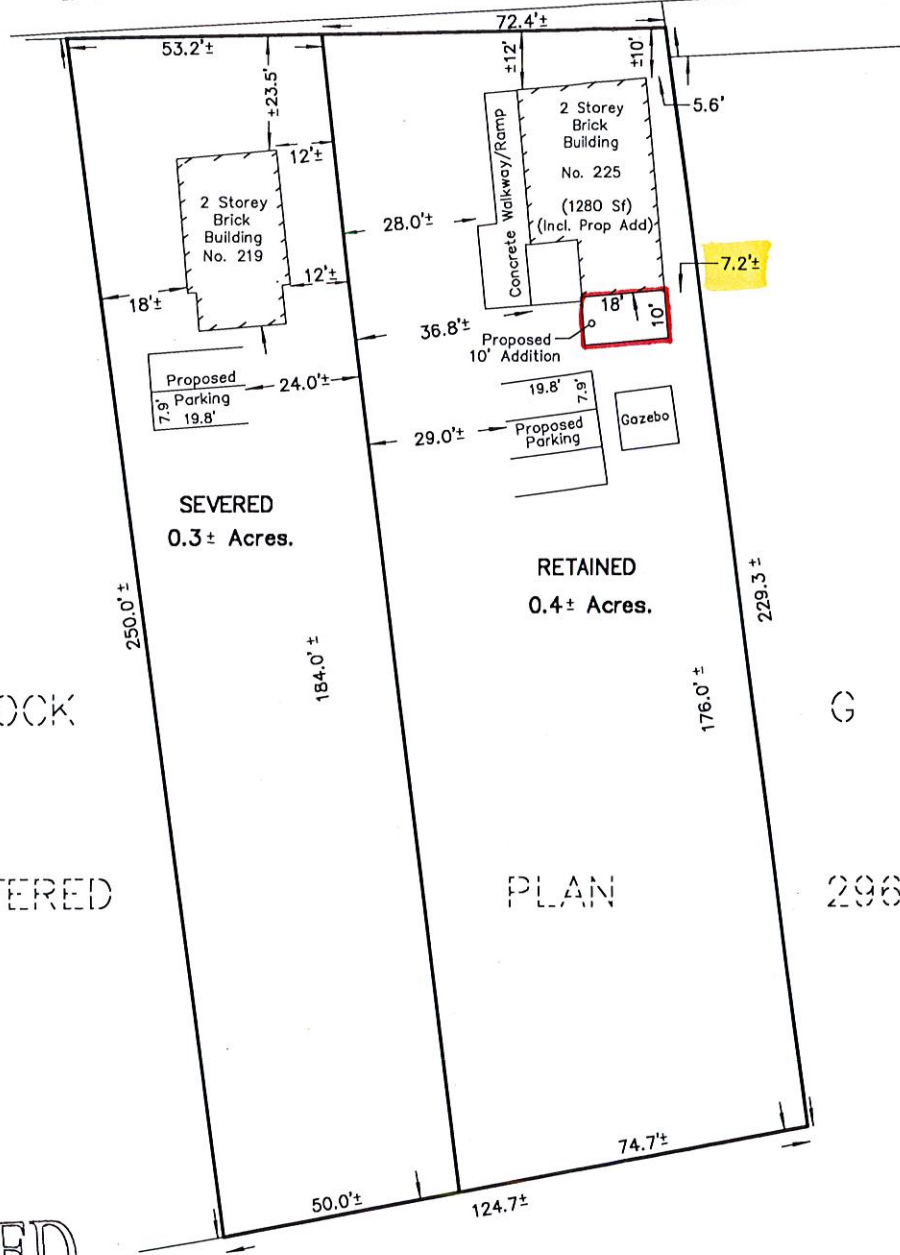 72.4'±
53.2'±
±23.5'
±12'
±10'
5.6'
12'±
2 Storey
Brick
Building
No. 219
Concrete Walkway/Ramp
2 Storey
Brick
Building
No. 225
(1280 Sf)
(Incl. Prop Add)
28.0'±
7.2'±
12'±
18'±
18'
10'
36.8'±
Proposed
10' Addition
Proposed
Parking
7.9'
19.8'
24.0'±
19.8'
7.9'
Proposed
Parking
Gazebo
29.0'±
SEVERED
0.3± Acres.
RETAINED
0.4± Acres.
250.0'±
184.0'±
229.3'±
176.0'±
OCK
G
TERED
PLAN
296
74.7'±
50.0'±
124.7±
ED